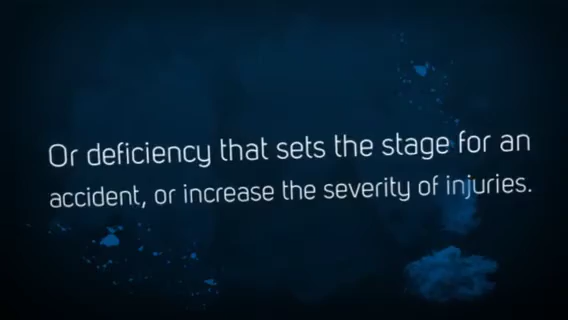 Or deficiency that sets the stage for an
accident, or increase the severity of injuries.